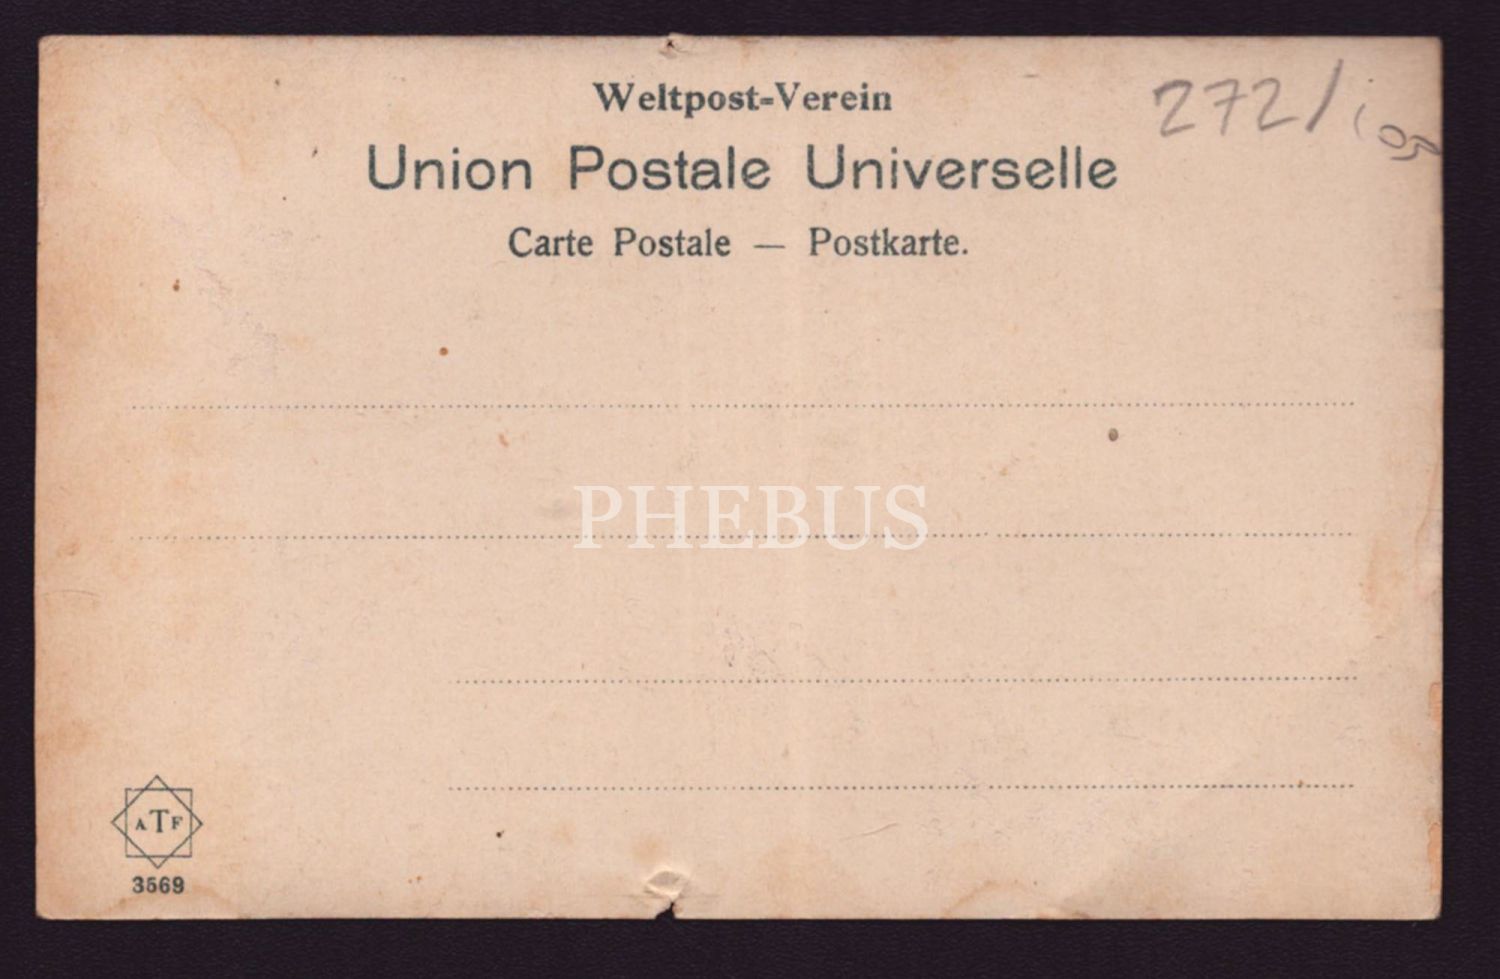 Weltpost-Verein
272/105
Union Postale Universelle
Carte Postale — Postkarte.
PHEBUS
ATF
3569